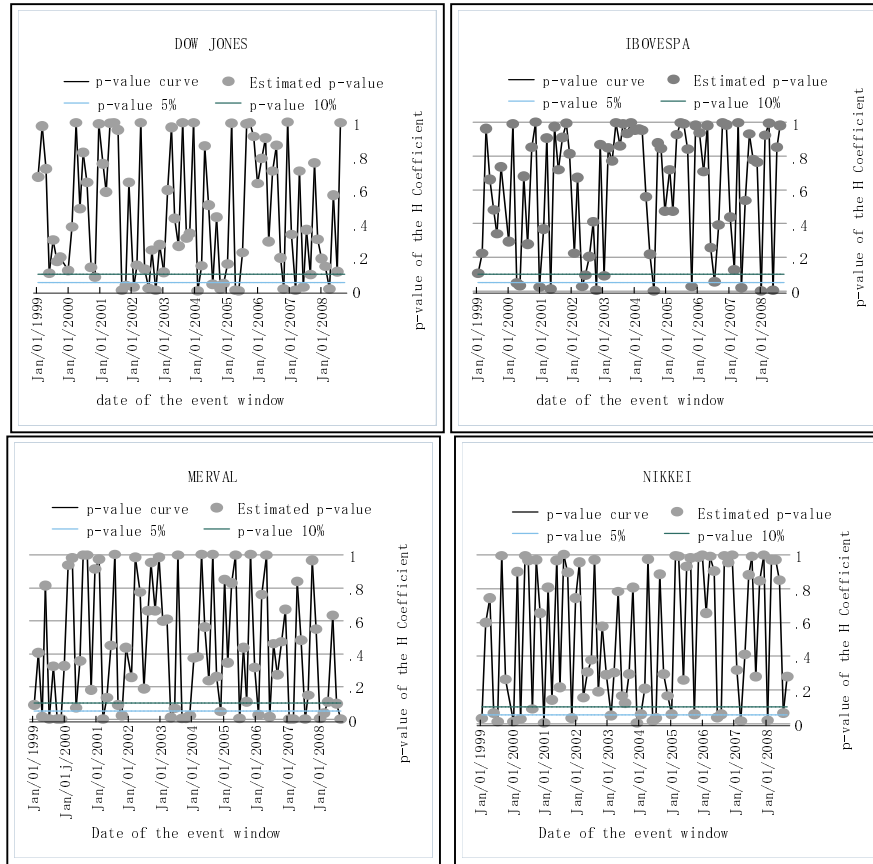 DOW JONES
p-value curve Estimated p-value
p-value 5% p-value 10%
1
.8
.6
.4
.2
0
p-value of the H Coefficient
Jan/01/1999
Jan/01/2000
Jan/01/2001
Jan/01/2002
Jan/01/2003
Jan/01/2004
Jan/01/2005
Jan/01/2006
Jan/01/2007
Jan/01/2008
date of the event window
IBOVESPA
p-value curve Estimated p-value
p-value 5% p-value 10%
1
.8
.6
.4
.2
0
p-value of the H Coefficient
Jan/01/1999
Jan/01/2000
Jan/01/2001
Jan/01/2002
Jan/01/2003
Jan/01/2004
Jan/01/2005
Jan/01/2006
Jan/01/2007
Jan/01/2008
date of the event window
MERVAL
p-value curve Estimated p-value
p-value 5% p-value 10%
1
.8
.6
.4
.2
0
p-value of the H Coefficient
Jan/01/1999
Jan/01j/2000
Jan/01/2001
Jan/01/2002
Jan/01/2003
Jan/01/2004
Jan/01/2005
Jan/01/2006
Jan/01/2007
Jan/01/2008
Date of the event window
NIKKEI
p-value curve Estimated p-value
p-value 5% p-value 10%
1
.8
.6
.4
.2
0
p-value of the H Coefficient
Jan/01/1999
Jan/01/2000
Jan/01/2001
Jan/01/2002
Jan/01/2003
Jan/01/2004
Jan/01/2005
Jan/01/2006
Jan/01/2007
Jan/01/2008
Date of the event window